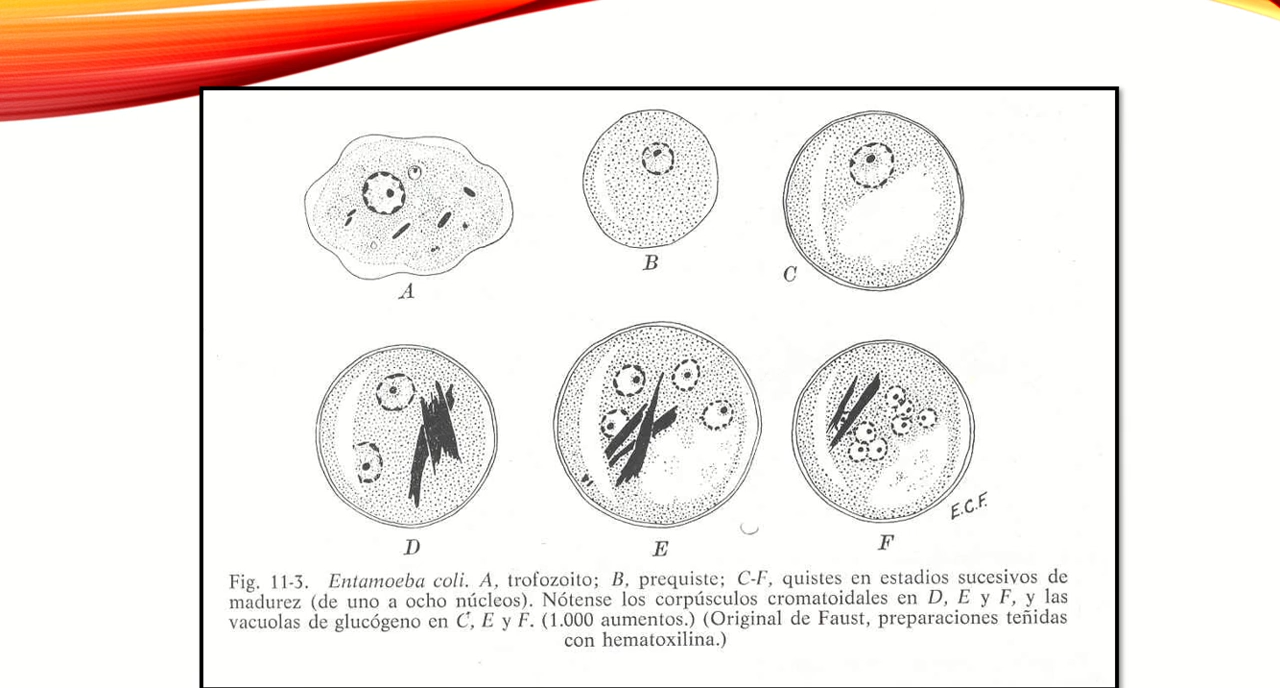 A
B
C
D
E
F
E.C.F.
Fig. 11-3. Entamoeba coli. A, trofozoito; B, prequiste; C-F, quistes en estadios sucesivos de
madurez (de uno a ocho núcleos). Nótense los corpúsculos cromatoidales en D, E y F, y las
vacuolas de glucógeno en C, E y F. (1.000 aumentos.) (Original de Faust, preparaciones teñidas
con hematoxilina.)